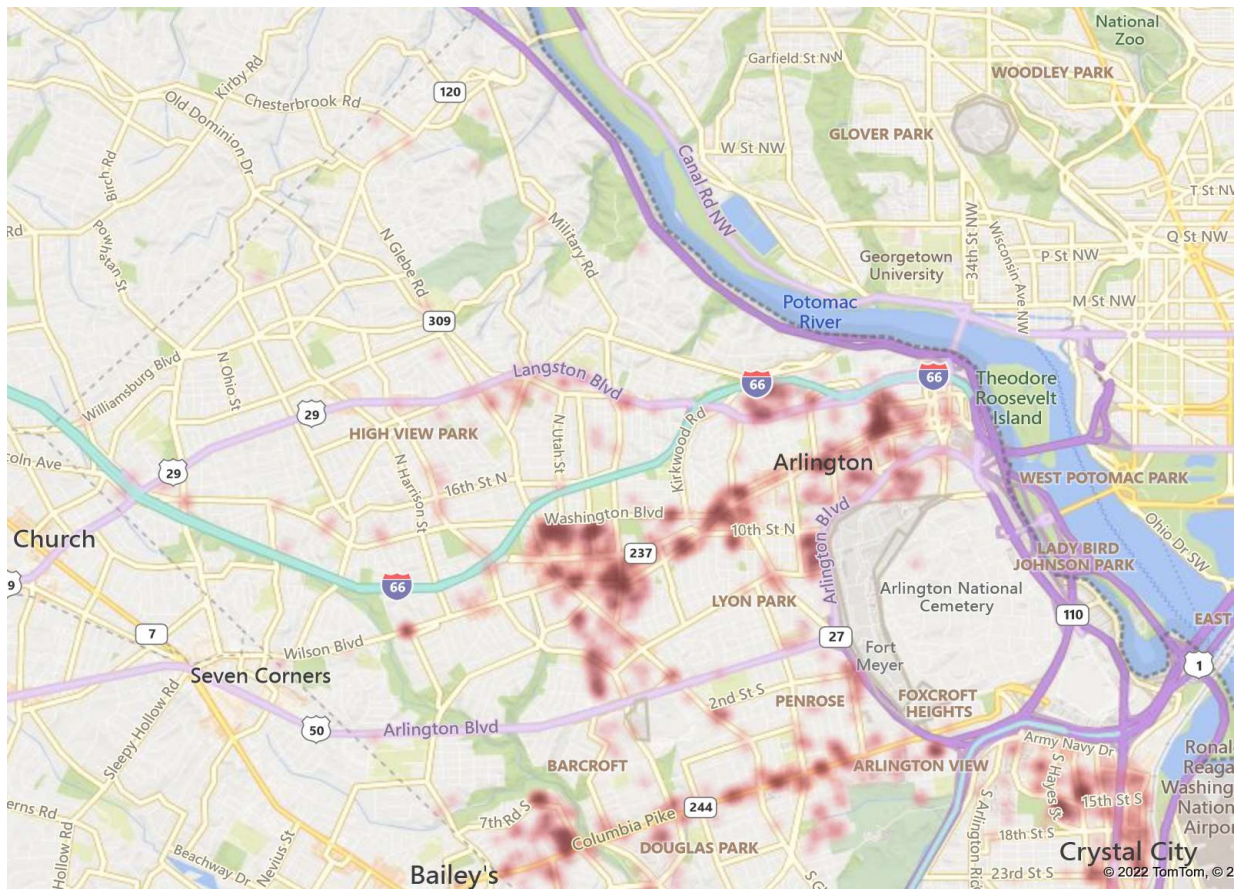 National
Zoo
Garfield St NW
WOODLEY PARK
Kirby Rd
120
Chesterbrook Rd
Old Dominion Dr
GLOVER PARK
W St NW
Canal Rd NW
Birch Rd
T St NW
34th St NW
Wisconsin Ave NW
Q St NW
Rd
Powhatan St
N Glebe Rd
Military Rd
Georgetown
University
P St NW
M St NW
Potomac
River
309
Williamsburg Blvd
N Ohio St
Langston Blvd
66
66
Theodore
Roosevelt
Island
29
HIGH VIEW PARK
N Utah St
Kirkwood Rd
Arlington
29
N Harrison St
16th St N
WEST POTOMAC PARK
Washington Blvd
10th St N
Arlington Blvd
Ohio Dr SW
Church
237
LADY BIRD
JOHNSON PARK
9
66
LYON PARK
Arlington National
Cemetery
110
EAST
7
Wilson Blvd
27
Fort
Meyer
1
Seven Corners
2nd St S
PENROSE
FOXCROFT
HEIGHTS
Sleepy Hollow Rd
50
Arlington Blvd
Army Navy Dr
BARCROFT
ARLINGTON VIEW
S Hayes St
Ronal
Reaga
Washing
Nation
Airpor
7th Rd S
244
15th St S
Columbia Pike
S Arlington Ri
18th St S
Hollow Rd
Nevius St
DOUGLAS PARK
Crystal City
Beachway Dr
Bailey's
23rd St S
© 2022 TomTom, © 2